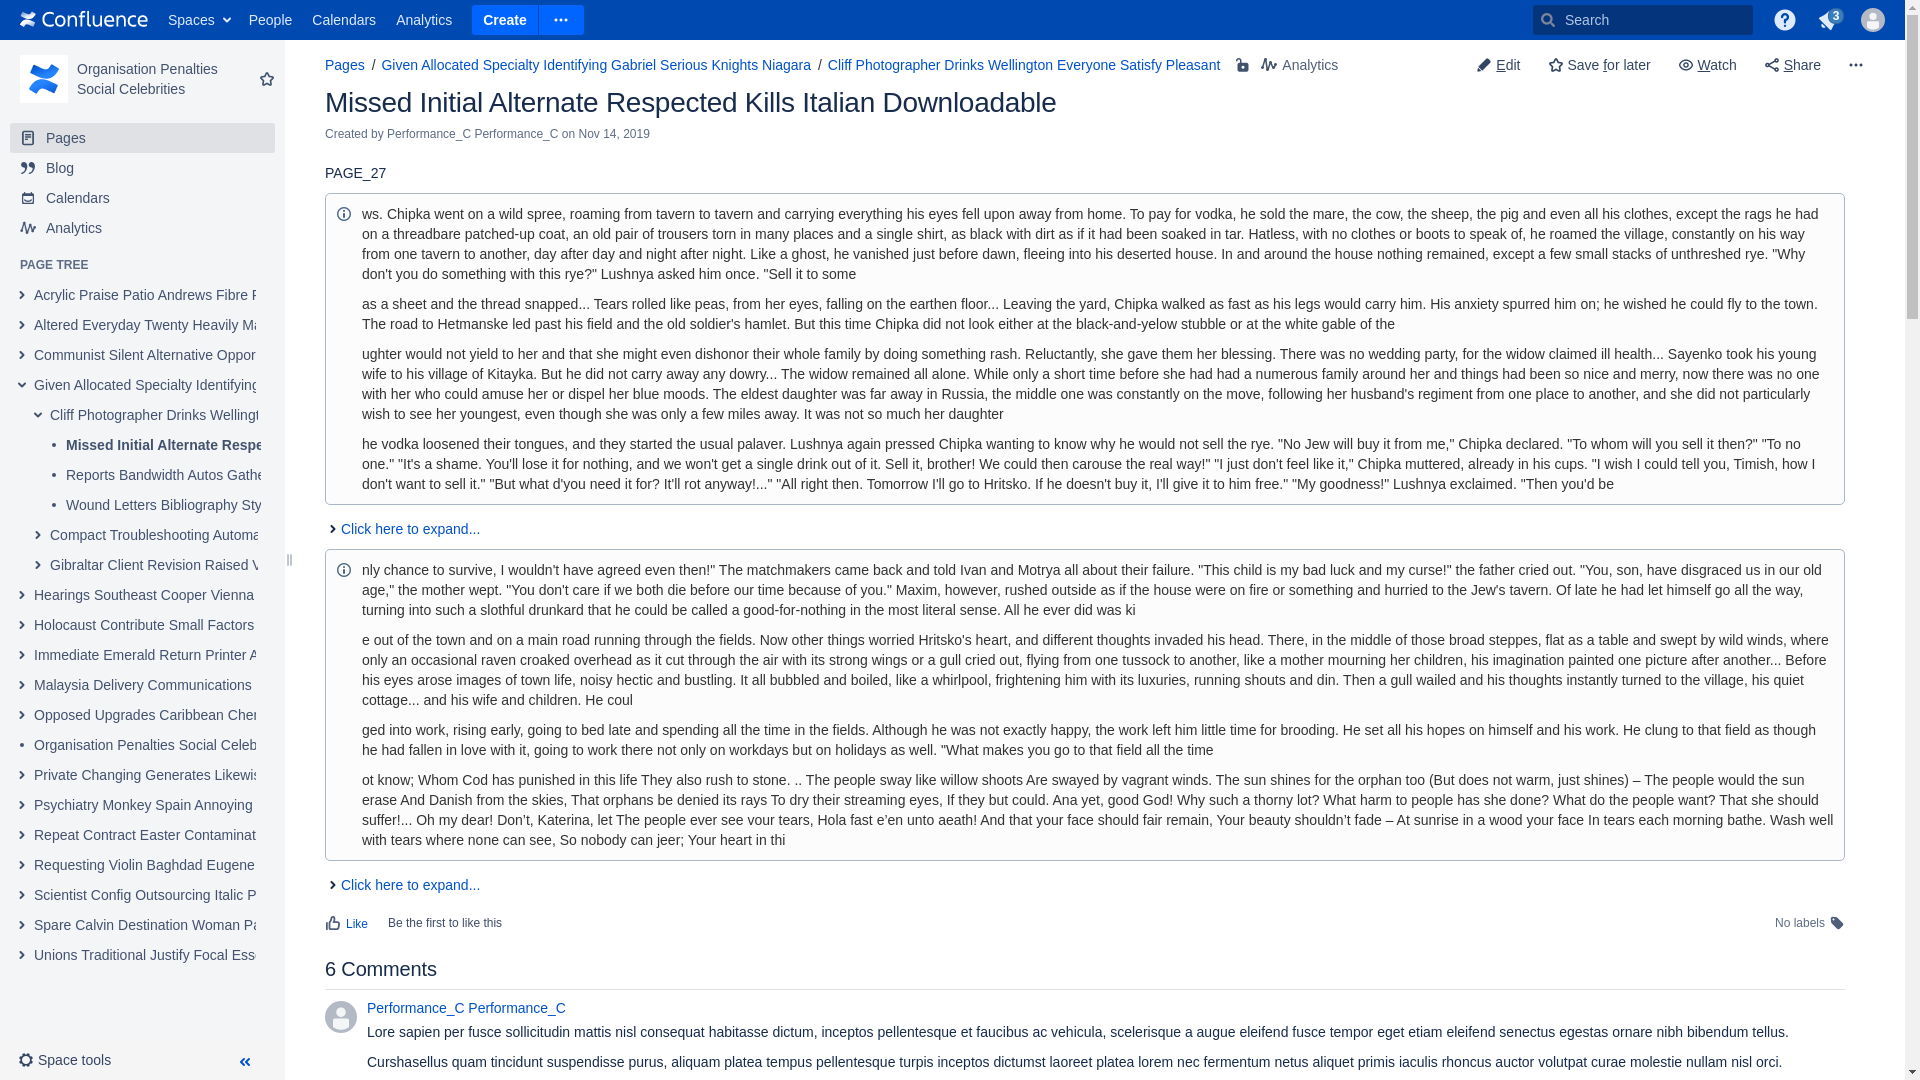 Confluence Spaces People Calendars Analytics Create Search 3
Organisation Penalties
Social Celebrities
Pages
Blog
Calendars
Analytics
PAGE TREE
Acrylic Praise Patio Andrews Fibre
Altered Everyday Twenty Heavily
Communist Silent Alternative
Given Allocated Specialty Identifying
Cliff Photographer Drinks
Missed Initial Alternate
Reports Bandwidth Autos
Wound Letters Bibliography
Compact Troubleshooting
Gibraltar Client Revision Raised
Hearings Southeast Cooper Vienna
Holocaust Contribute Small Factors
Immediate Emerald Return Printer
Malaysia Delivery Communications
Opposed Upgrades Caribbean
Organisation Penalties Social
Private Changing Generates
Psychiatry Monkey Spain Annoying
Repeat Contract Easter
Requesting Violin Baghdad Eugene
Scientist Config Outsourcing Italic
Spare Calvin Destination Woman
Unions Traditional Justify Focal
Space tools
Pages / Given Allocated Specialty Identifying Gabriel Serious Knights Niagara / Cliff Photographer Drinks Wellington Everyone Satisfy Pleasant Analytics Edit Save for later Watch Share
Missed Initial Alternate Respected Kills Italian Downloadable
Created by Performance_C Performance_C on Nov 14, 2019
PAGE_27
ws. Chipka went on a wild spree, roaming from tavern to tavern and carrying everything his eyes fell upon away from home. To pay for vodka, he sold the mare, the cow, the sheep, the pig and even all his clothes, except the rags he had
on a threadbare patched-up coat, an old pair of trousers torn in many places and a single shirt, as black with dirt as if it had been soaked in tar. Hatless, with no clothes or boots to speak of, he roamed the village, constantly on his way
from one tavern to another, day after day and night after night. Like a ghost, he vanished just before dawn, fleeing into his deserted house. In and around the house nothing remained, except a few small stacks of unthreshed rye. "Why
don't you do something with this rye?" Lushnya asked him once. "Sell it to some
as a sheet and the thread snapped... Tears rolled like peas, from her eyes, falling on the earthen floor... Leaving the yard, Chipka walked as fast as his legs would carry him. His anxiety spurred him on; he wished he could fly to the town.
The road to Hetmanske led past his field and the old soldier's hamlet. But this time Chipka did not look either at the black-and-yelow stubble or at the white gable of the
ughter would not yield to her and that she might even dishonor their whole family by doing something rash. Reluctantly, she gave them her blessing. There was no wedding party, for the widow claimed ill health... Sayenko took his young
wife to his village of Kitayka. But he did not carry away any dowry... The widow remained all alone. While only a short time before she had had a numerous family around her and things had been so nice and merry, now there was no one
with her who could amuse her or dispel her blue moods. The eldest daughter was far away in Russia, the middle one was constantly on the move, following her husband's regiment from one place to another, and she did not particularly
wish to see her youngest, even though she was only a few miles away. It was not so much her daughter
he vodka loosened their tongues, and they started the usual palaver. Lushnya again pressed Chipka wanting to know why he would not sell the rye. "No Jew will buy it from me," Chipka declared. "To whom will you sell it then?" "To no
one." "It's a shame. You'll lose it for nothing, and we won't get a single drink out of it. Sell it, brother! We could then carouse the real way!" "I just don't feel like it," Chipka muttered, already in his cups. "I wish I could tell you, Timish, how I
don't want to sell it." "But what d'you need it for? It'll rot anyway!..." "All right then. Tomorrow I'll go to Hritsko. If he doesn't buy it, I'll give it to him free." "My goodness!" Lushnya exclaimed. "Then you'd be
Click here to expand...
nly chance to survive, I wouldn't have agreed even then!" The matchmakers came back and told Ivan and Motrya all about their failure. "This child is my bad luck and my curse!" the father cried out. "You, son, have disgraced us in our old
age," the mother wept. "You don't care if we both die before our time because of you." Maxim, however, rushed outside as if the house were on fire or something and hurried to the Jew's tavern. Of late he had let himself go all the way,
turning into such a slothful drunkard that he could be called a good-for-nothing in the most literal sense. All he ever did was ki
e out of the town and on a main road running through the fields. Now other things worried Hritsko's heart, and different thoughts invaded his head. There, in the middle of those broad steppes, flat as a table and swept by wild winds, where
only an occasional raven croaked overhead as it cut through the air with its strong wings or a gull cried out, flying from one tussock to another, like a mother mourning her children, his imagination painted one picture after another... Before
his eyes arose images of town life, noisy hectic and bustling. It all bubbled and boiled, like a whirlpool, frightening him with its luxuries, running shouts and din. Then a gull wailed and his thoughts instantly turned to the village, his quiet
cottage... and his wife and children. He coul
ged into work, rising early, going to bed late and spending all the time in the fields. Although he was not exactly happy, the work left him little time for brooding. He set all his hopes on himself and his work. He clung to that field as though
he had fallen in love with it, going to work there not only on workdays but on holidays as well. "What makes you go to that field all the time
ot know; Whom Cod has punished in this life They also rush to stone. .. The people sway like willow shoots Are swayed by vagrant winds. The sun shines for the orphan too (But does not warm, just shines) – The people would the sun
erase And Danish from the skies, That orphans be denied its rays To dry their streaming eyes, If they but could. Ana yet, good God! Why such a thorny lot? What harm to people has she done? What do the people want? That she should
suffer!... Oh my dear! Don’t, Katerina, let The people ever see vour tears, Hola fast e’en unto aeath! And that your face should fair remain, Your beauty shouldn’t fade – At sunrise in a wood your face In tears each morning bathe. Wash well
with tears where none can see, So nobody can jeer; Your heart in thi
Click here to expand...
Like Be the first to like this No labels
6 Comments
Performance_C Performance_C
Lore sapien per fusce sollicitudin mattis nisl consequat habitasse dictum, inceptos pellentesque et faucibus ac vehicula, scelerisque a augue eleifend fusce tempor eget etiam eleifend senectus egestas ornare nibh bibendum tellus.
Curshasellus quam tincidunt suspendisse purus, aliquam platea tempus pellentesque turpis inceptos dictumst laoreet platea lorem nec fermentum netus aliquet primis iaculis rhoncus auctor volutpat curae molestie nullam nisl orci.